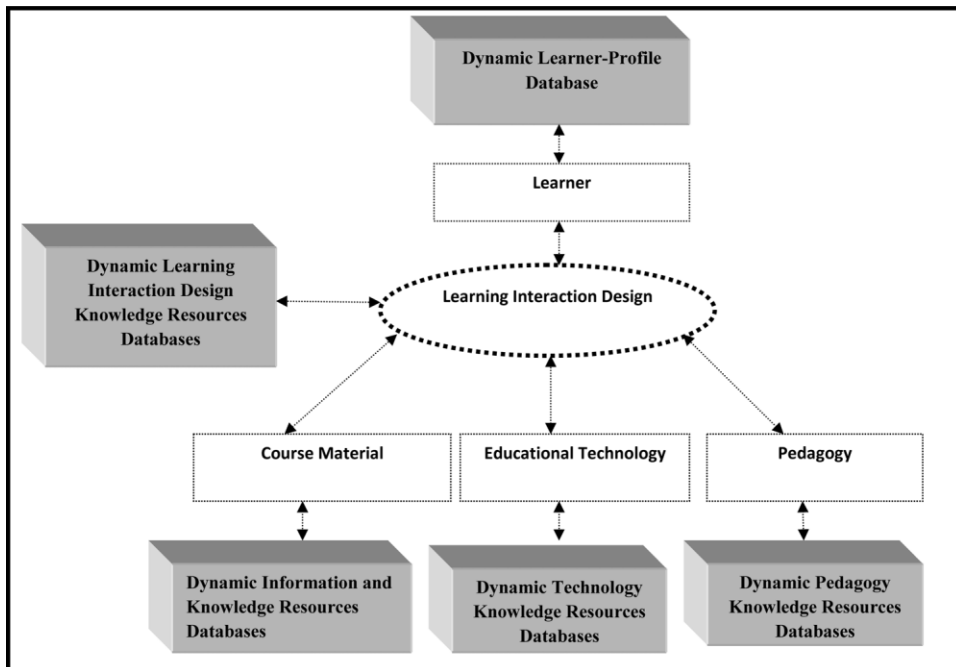 Dynamic Learner-Profile
Database
Learner
Dynamic Learning
Interaction Design
Knowledge Resources
Databases
Learning Interaction Design
Course Material
Educational Technology
Pedagogy
Dynamic Information and
Knowledge Resources
Databases
Dynamic Technology
Knowledge Resources
Databases
Dynamic Pedagogy
Knowledge Resources
Databases